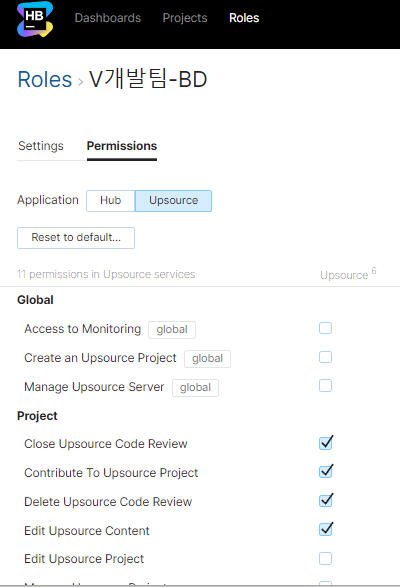 HB
Dashboards Projects Roles
Roles › V개발팀-BD
Settings Permissions
Application Hub Upsource
Reset to default...
11 permissions in Upsource services Upsource 6
Global
Access to Monitoring global
Create an Upsource Project global
Manage Upsource Server global
Project
Close Upsource Code Review
Contribute To Upsource Project
Delete Upsource Code Review
Edit Upsource Content
Edit Upsource Project